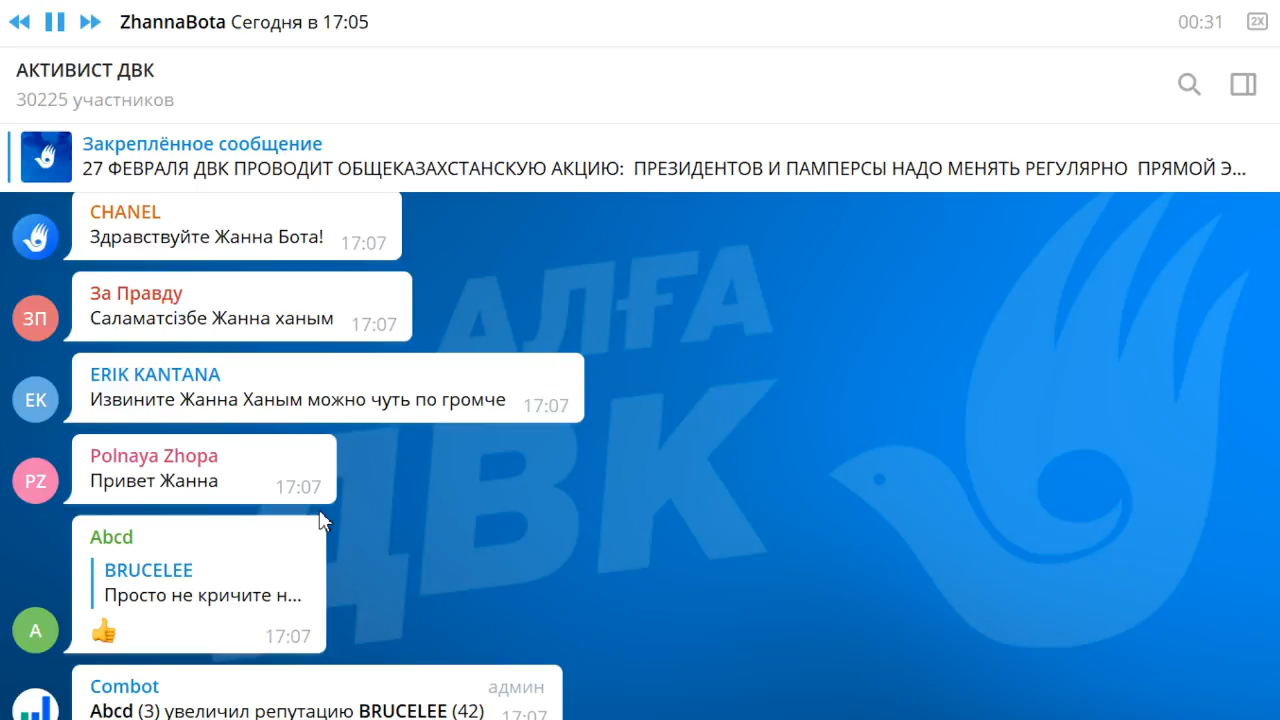 ZhannaBota Сегодня в 17:05
00:31
2X
АКТИВИСТ ДВК
30225 участников
Закреплённое сообщение
27 ФЕВРАЛЯ ДВК ПРОВОДИТ ОБЩЕКАЗАХСТАНСКУЮ АКЦИЮ: ПРЕЗИДЕНТОВ И ПАМПЕРСЫ НАДО МЕНЯТЬ РЕГУЛЯРНО ПРЯМОЙ Э...
CHANEL
Здравствуйте Жанна Бота! 17:07
За Правду
ЗП
Саламатсізбе Жанна ханым 17:07
ERIK KANTANA
EK
Извините Жанна Ханым можно чуть по громче 17:07
Polnaya Zhopa
PZ
Привет Жанна 17:07
Abcd
BRUCELEE
Просто не кричите н...
A
👍 17:07
Combot админ
Abcd (3) увеличил репутацию BRUCELEE (42) 17:07
АЛҒА
ДВК